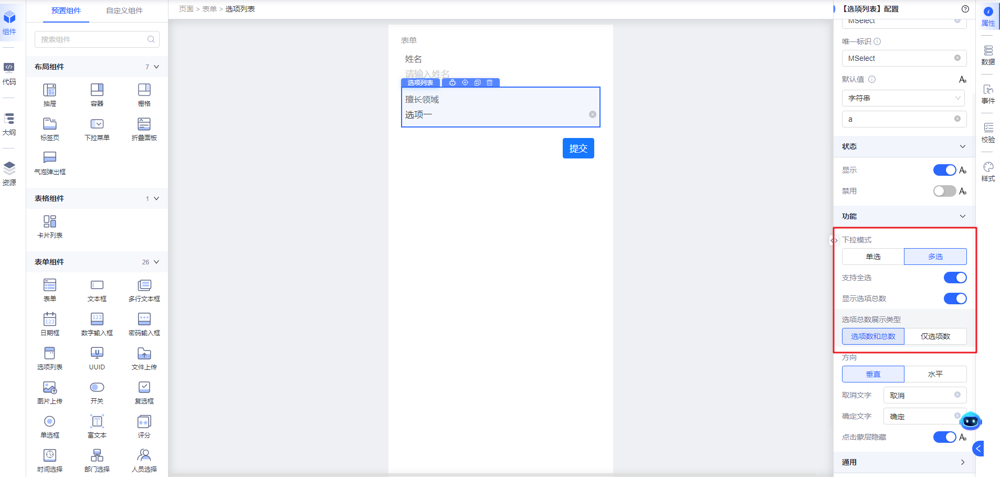 组件
代码
大纲
资源
预置组件
自定义组件
搜索组件
布局组件 7
抽屉
容器
栅格
标签页
下拉菜单
折叠面板
气泡弹出框
表格组件 1
卡片列表
表单组件 26
表单
文本框
多行文本框
日期框
数字输入框
密码输入框
选项列表
UUID
文件上传
图片上传
开关
复选框
单选框
富文本
评分
时间选择
部门选择
人员选择
页面 > 表单 > 选项列表
表单
姓名
请输入姓名
选项列表
擅长领域
选项一
提交
【选项列表】配置
MSelect
唯一标识
MSelect
默认值
字符串
a
状态
显示
禁用
功能
下拉模式
单选 多选
支持全选
显示选项总数
选项总数展示类型
选项数和总数 仅选项数
方向
垂直 水平
取消文字 取消
确定文字 确定
点击蒙层隐藏
通用
属性
数据
事件
校验
样式